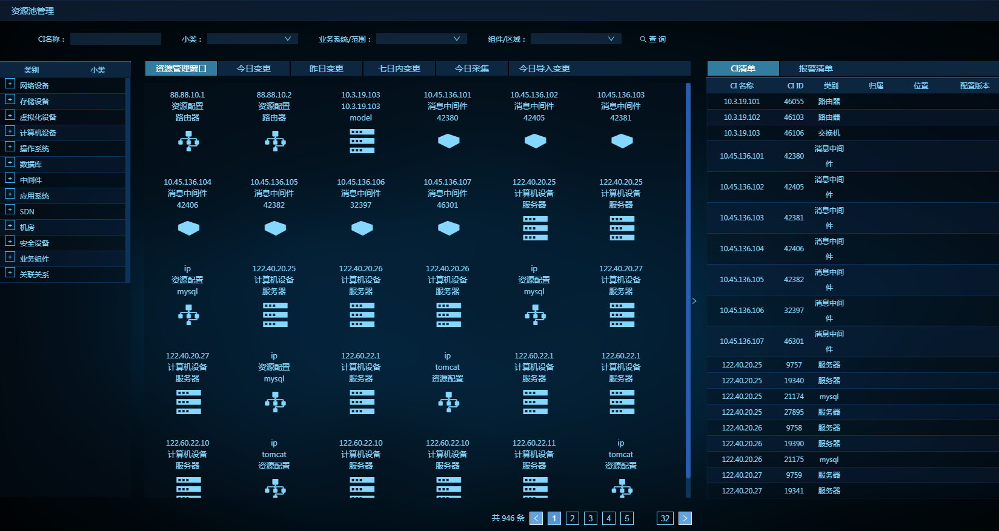 资源池管理
CI名称： 小类： 业务系统/范围： 组件/区域： 查 询
类别 小类
网络设备
存储设备
虚拟化设备
计算机设备
操作系统
数据库
中间件
应用系统
SDN
机房
安全设备
业务组件
关联关系
资源管理窗口 今日变更 昨日变更 七日内变更 今日采集 今日导入变更
88.88.10.1 88.88.10.2 10.3.19.103 10.45.136.101 10.45.136.102 10.45.136.103
资源配置 资源配置 10.3.19.103 消息中间件 消息中间件 消息中间件
路由器 路由器 model 42380 42405 42381
10.45.136.104 10.45.136.105 10.45.136.106 10.45.136.107 122.40.20.25 122.40.20.25
消息中间件 消息中间件 消息中间件 消息中间件 计算机设备 计算机设备
42406 42382 32397 46301 服务器 服务器
ip 122.40.20.25 122.40.20.26 122.40.20.26 ip 122.40.20.27
资源配置 计算机设备 计算机设备 计算机设备 资源配置 计算机设备
mysql 服务器 服务器 服务器 mysql 服务器
122.40.20.27 ip 122.60.22.1 ip 122.60.22.1 122.60.22.1
计算机设备 资源配置 计算机设备 tomcat 计算机设备 计算机设备
服务器 mysql 服务器 资源配置 服务器 服务器
122.60.22.10 ip 122.60.22.10 122.60.22.10 122.60.22.11 ip
计算机设备 tomcat 计算机设备 计算机设备 计算机设备 tomcat
服务器 资源配置 服务器 服务器 服务器 资源配置
共 946 条 < 1 2 3 4 5 32 >
CI清单 报警清单
CI 名称 CI ID 类别 归属 位置 配置版本
10.3.19.101 46055 路由器
10.3.19.102 46103 路由器
10.3.19.103 46106 交换机
10.45.136.101 42380 消息中间
件
10.45.136.102 42405 消息中间
件
10.45.136.103 42381 消息中间
件
10.45.136.104 42406 消息中间
件
10.45.136.105 42382 消息中间
件
10.45.136.106 32397 消息中间
件
10.45.136.107 46301 消息中间
件
122.40.20.25 9757 服务器
122.40.20.25 19340 服务器
122.40.20.25 21174 mysql
122.40.20.25 27895 服务器
122.40.20.26 9758 服务器
122.40.20.26 19390 服务器
122.40.20.26 21175 mysql
122.40.20.27 9759 服务器
122.40.20.27 19341 服务器